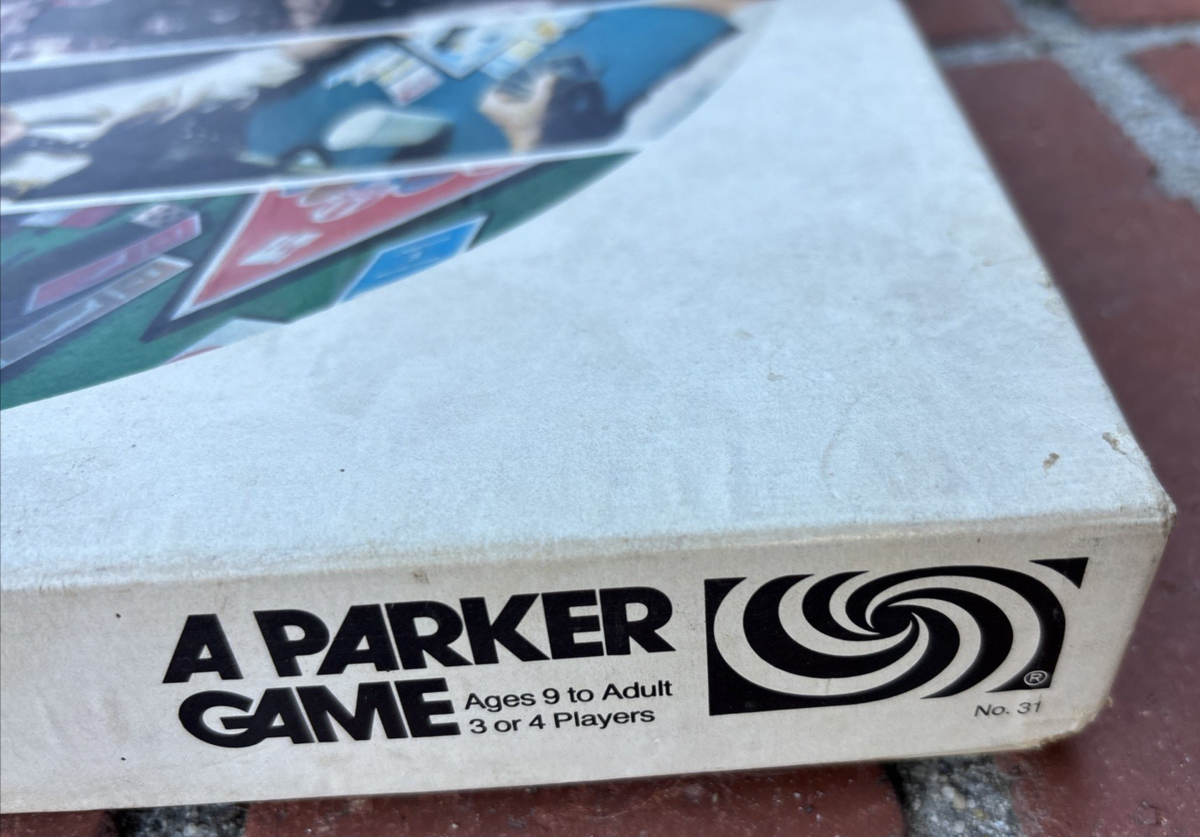 A PARKER
GAME
Ages 9 to Adult
3 or 4 Players
®
No. 31